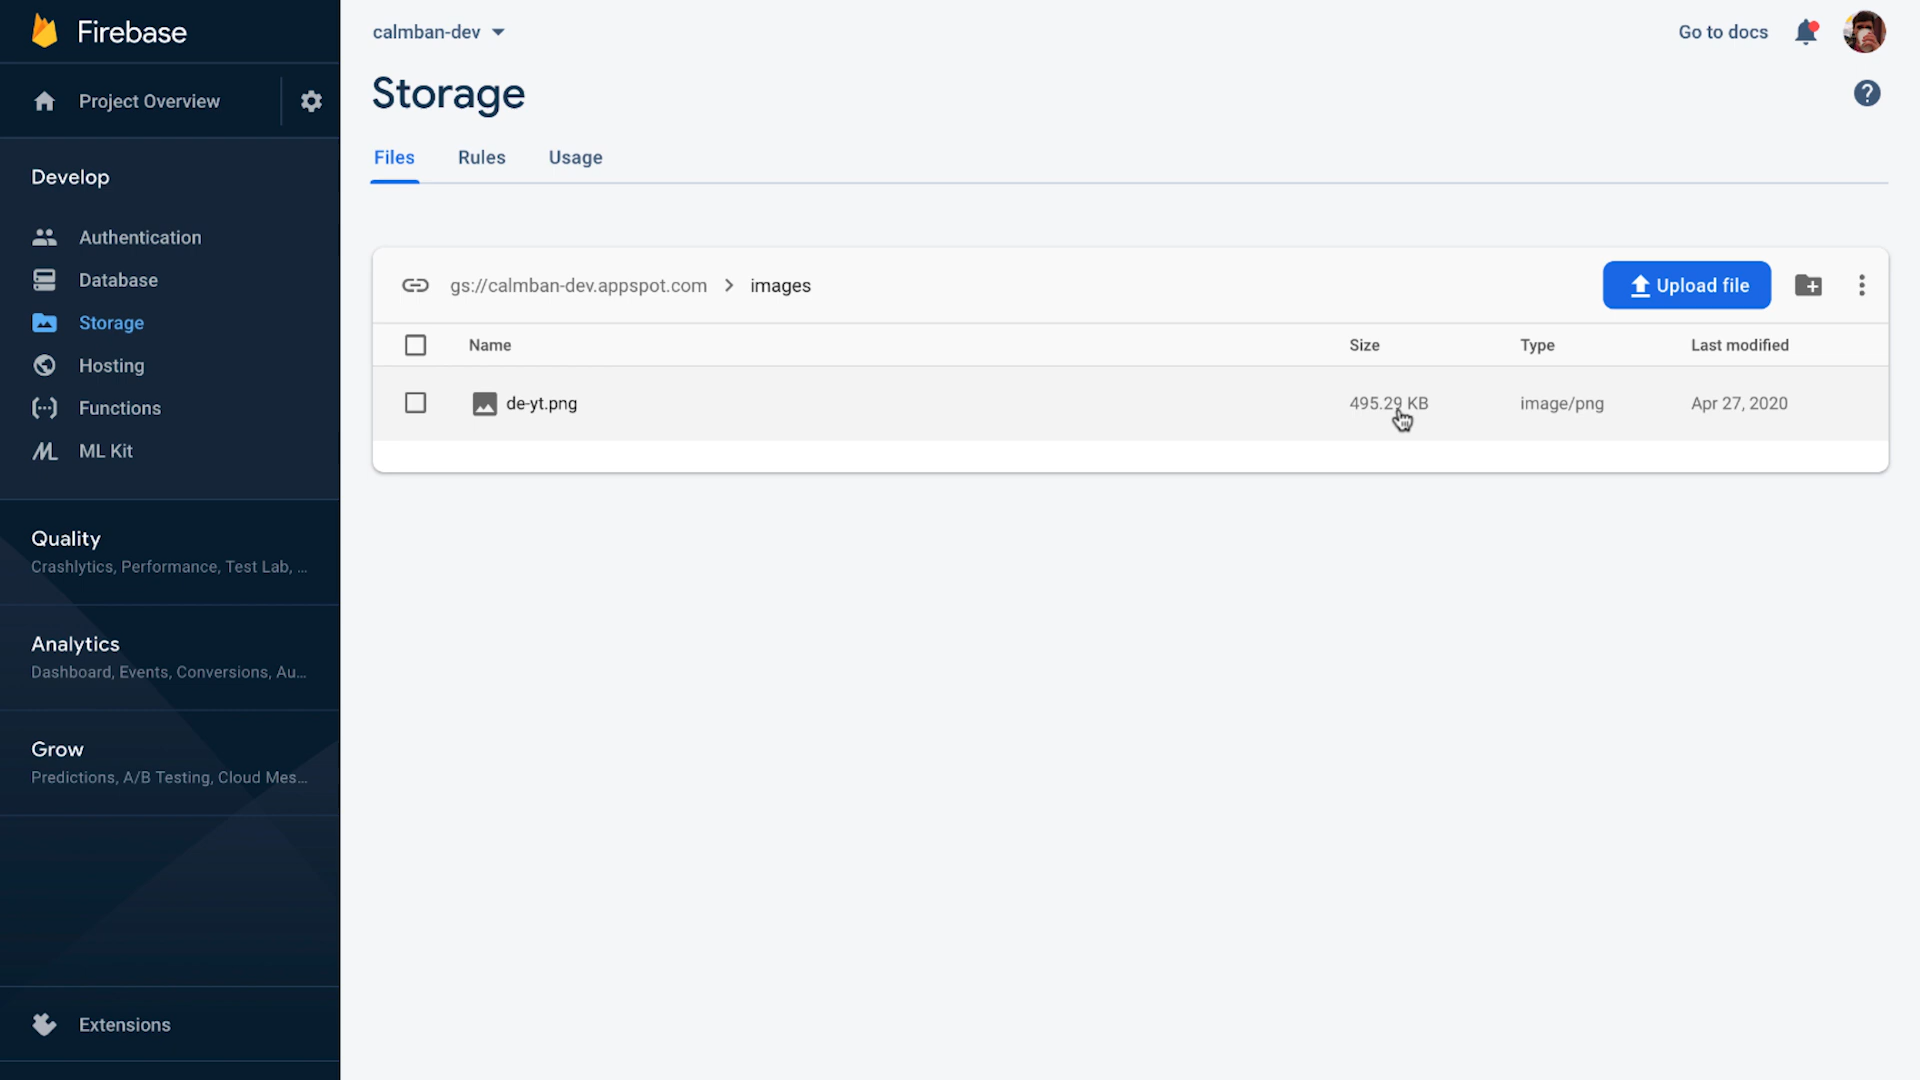 Firebase
calmban-dev
Go to docs
Project Overview
Storage
Files Rules Usage
Develop
Authentication
Database
Storage
Hosting
Functions
ML Kit
gs://calmban-dev.appspot.com > images
Upload file
Name Size Type Last modified
de-yt.png 495.29 KB image/png Apr 27, 2020
Quality
Crashlytics, Performance, Test Lab, ...
Analytics
Dashboard, Events, Conversions, Au...
Grow
Predictions, A/B Testing, Cloud Mes...
Extensions